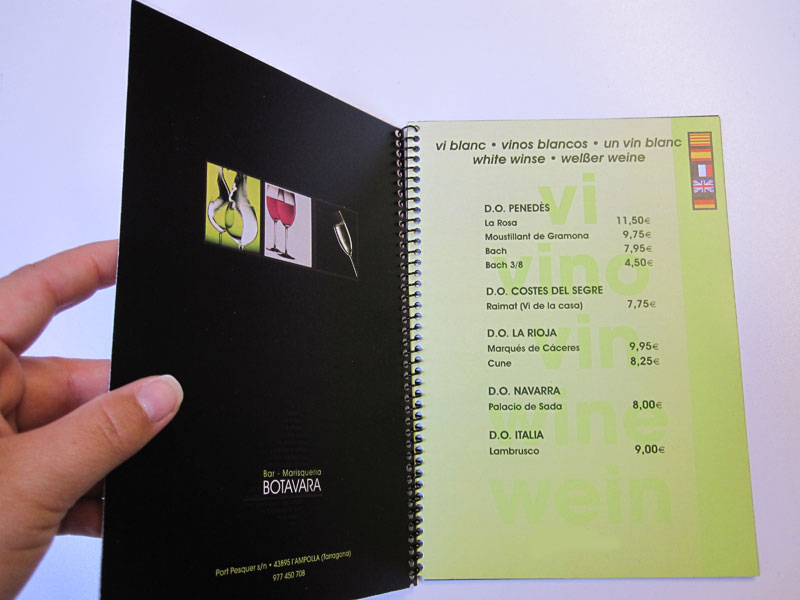 Bar - Marisqueria
BOTAVARA
Port Pesquer s/n • 43895 l'AMPOLLA (Tarragona)
977 450 708
vi blanc • vinos blancos • un vin blanc
white winse • welßer weine
vi
vino
vin
wine
wein
D.O. PENEDÈS
La Rosa 11,50€
Moustillant de Gramona 9,75€
Bach 7,95€
Bach 3/8 4,50€
D.O. COSTES DEL SEGRE
Raimat (Vi de la casa) 7,75€
D.O. LA RIOJA
Marqués de Cáceres 9,95€
Cune 8,25€
D.O. NAVARRA
Palacio de Sada 8,00€
D.O. ITALIA
Lambrusco 9,00€